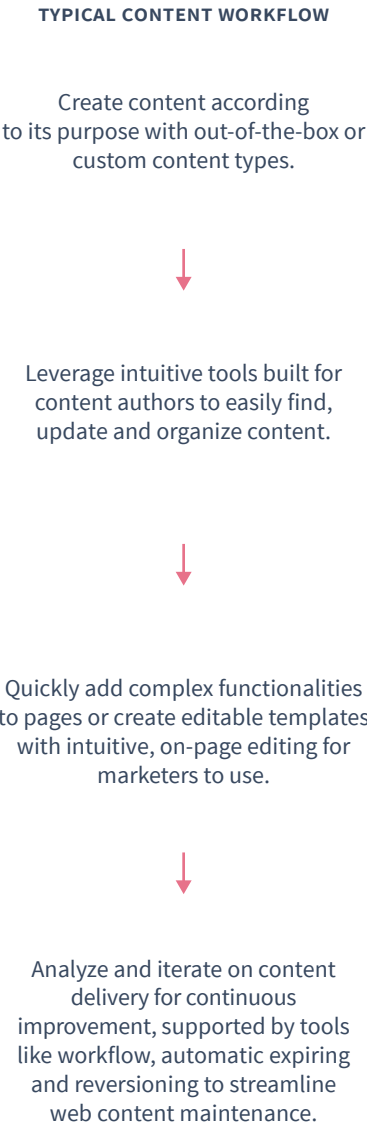 TYPICAL CONTENT WORKFLOW
Create content according
to its purpose with out-of-the-box or
custom content types.
Leverage intuitive tools built for
content authors to easily find,
update and organize content.
Quickly add complex functionalities
to pages or create editable templates
with intuitive, on-page editing for
marketers to use.
Analyze and iterate on content
delivery for continuous
improvement, supported by tools
like workflow, automatic expiring
and reversioning to streamline
web content maintenance.